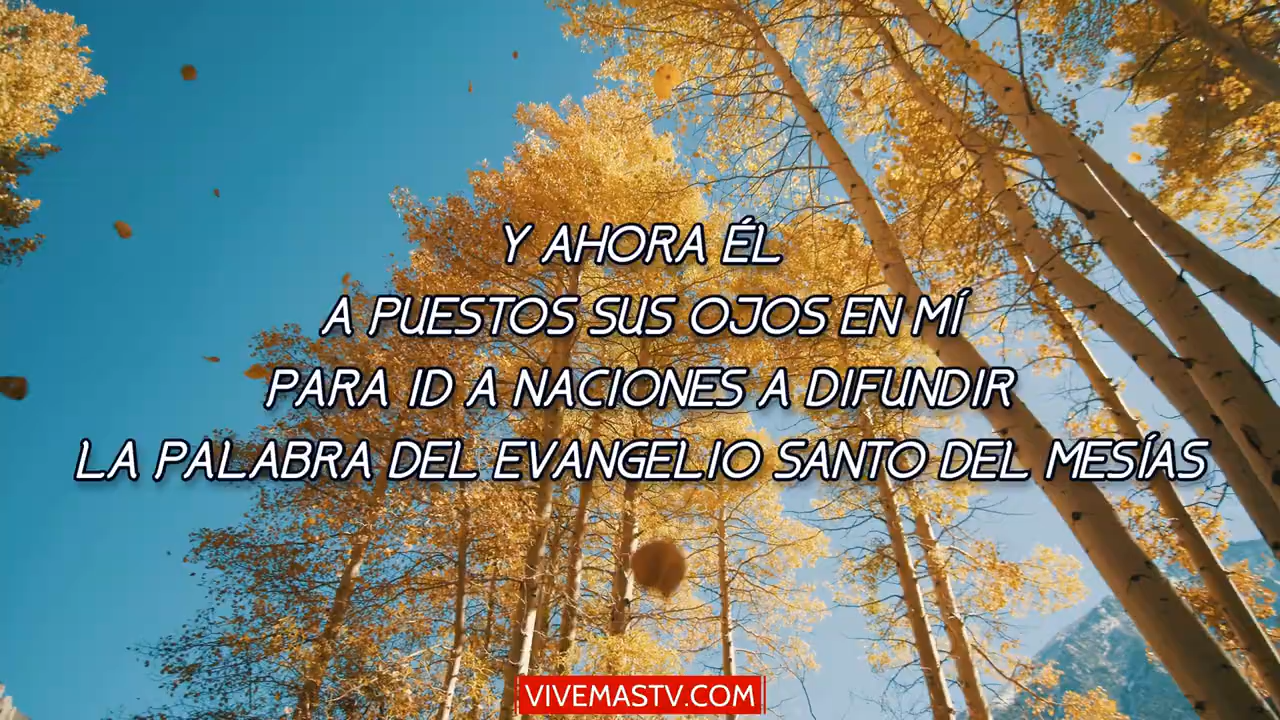 Y AHORA ÉL
A PUESTOS SUS OJOS EN MÍ
PARA ID A NACIONES A DIFUNDIR
LA PALABRA DEL EVANGELIO SANTO DEL MESÍAS
VIVEMASTV.COM